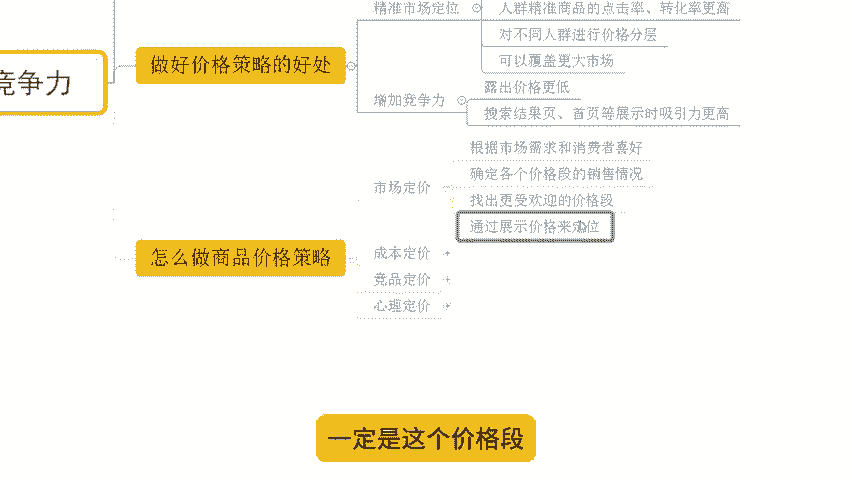 精准市场定位
人群精准商品的点击率、转化率更高
对不同人群进行价格分层
可以覆盖更大市场
做好价格策略的好处
竞争力
增加竞争力
露出价格更低
搜索结果页、首页等展示时吸引力更高
根据市场需求和消费者喜好
确定各个价格段的销售情况
市场定价
找出更受欢迎的价格段
通过展示价格来定位
怎么做商品价格策略
成本定价
竞品定价
心理定价
一定是这个价格段